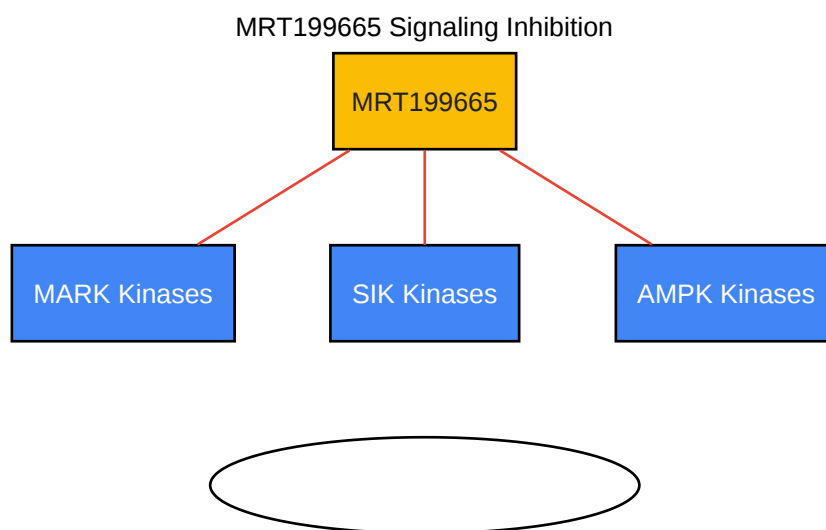 MRT199665 Signaling Inhibition
MRT199665
MARK Kinases
SIK Kinases
AMPK Kinases